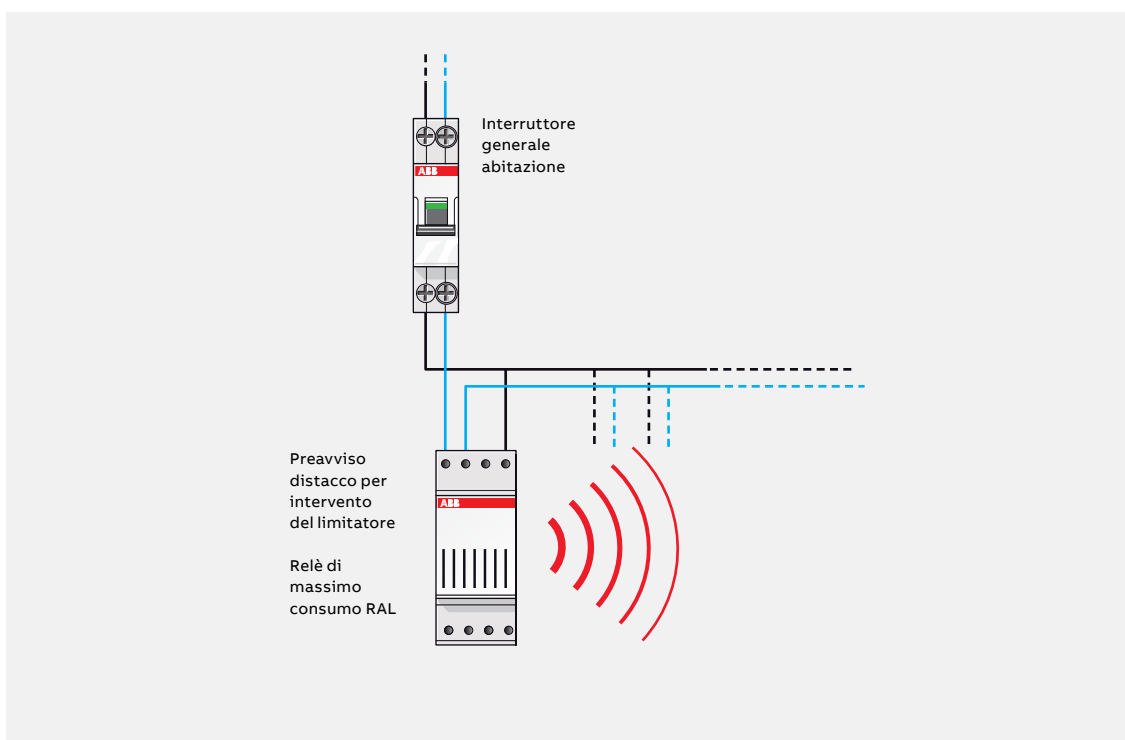 Interruttore
generale
abitazione
ABB
Preavviso
distacco per
intervento
del limitatore
Relè di
massimo
consumo RAL
ABB